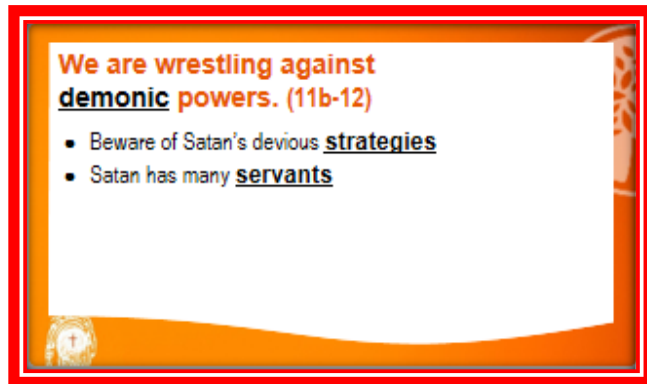 We are wrestling against
demonic powers. (11b-12)
• Beware of Satan's devious strategies
• Satan has many servants